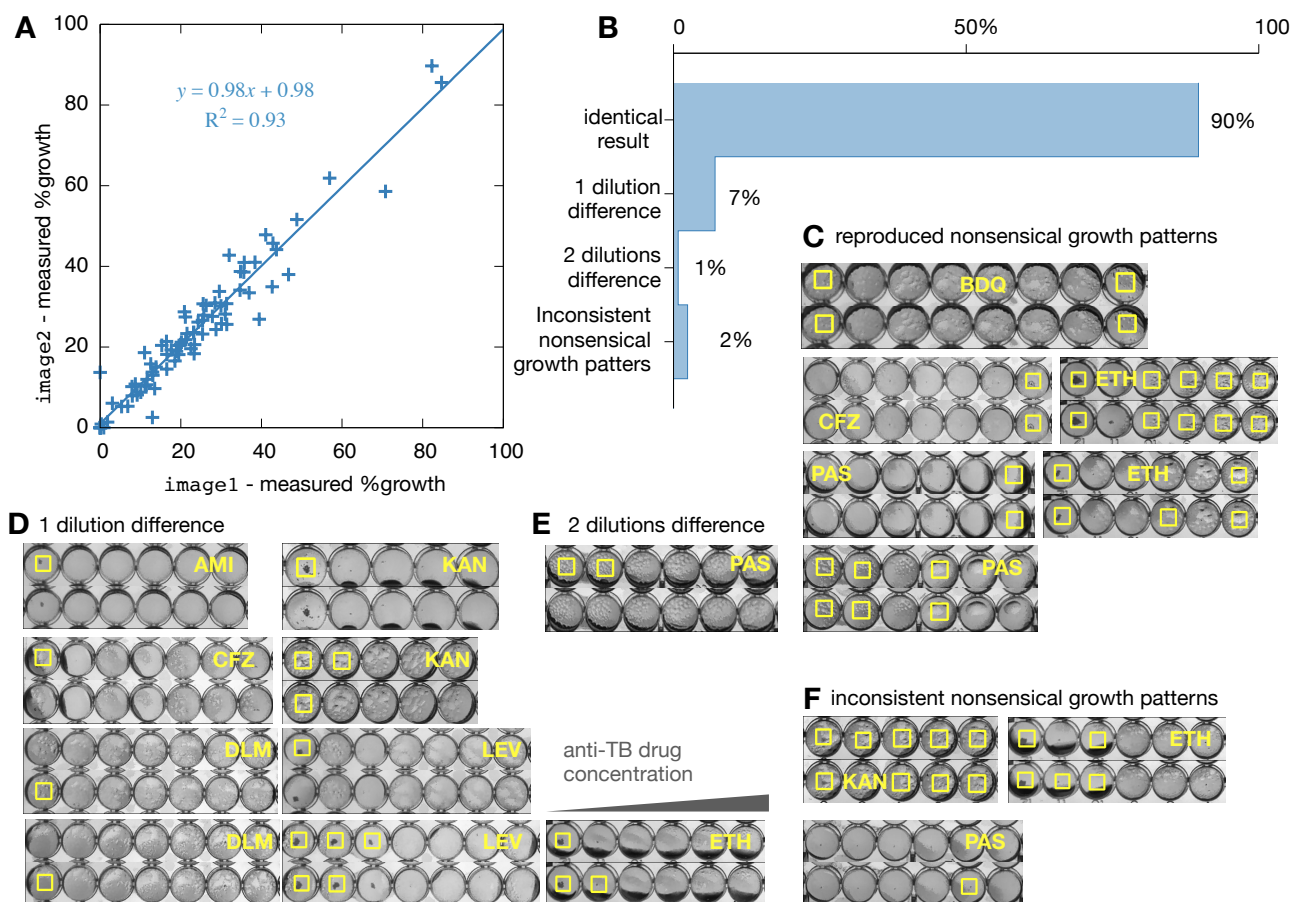 A
100
80
60
40
20
0
0
20
40
60
80
100
y = 0.98x + 0.98
R² = 0.93
image2 - measured %growth
image1 - measured %growth
B
0
50%
100
identical
result
90%
1 dilution
difference
7%
2 dilutions
difference
1%
Inconsistent
nonsensical
growth patters
2%
C reproduced nonsensical growth patterns
BDQ
CFZ
ETH
PAS
ETH
PAS
D 1 dilution difference
AMI
KAN
CFZ
KAN
DLM
LEV
DLM
LEV
ETH
anti-TB drug
concentration
E 2 dilutions difference
PAS
F inconsistent nonsensical growth patterns
KAN
ETH
PAS